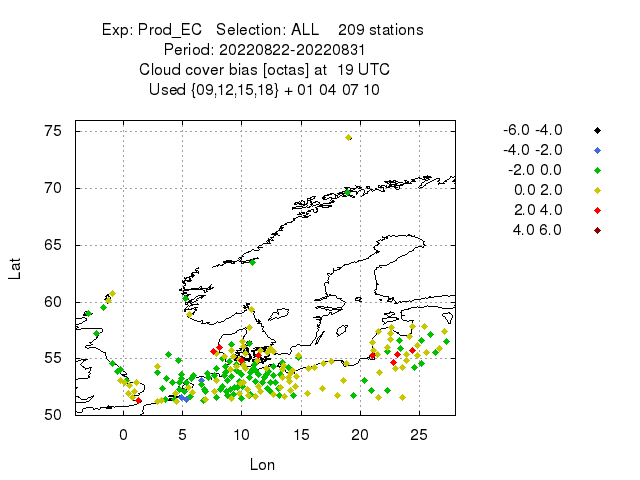 Exp: Prod_EC   Selection: ALL    209 stations
Period: 20220822-20220831
Cloud cover bias [octas] at  19 UTC
Used {09,12,15,18} + 01 04 07 10
-6.0 -4.0
-4.0 -2.0
-2.0 0.0
0.0 2.0
2.0 4.0
4.0 6.0
75
70
65
60
55
50
Lat
0 5 10 15 20 25
Lon